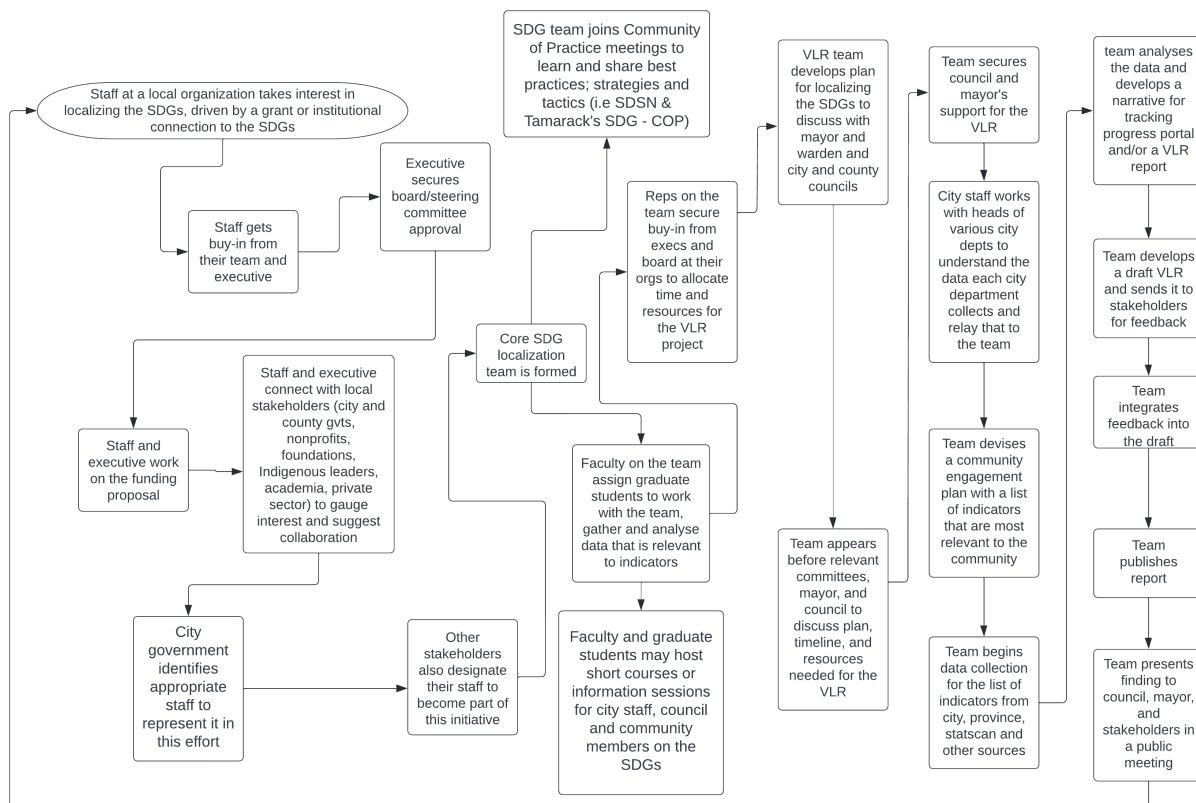 Staff at a local organization takes interest in
localizing the SDGs, driven by a grant or institutional
connection to the SDGs
Staff gets
buy-in from
their team and
executive
Executive
secures
board/steering
committee
approval
Staff and
executive work
on the funding
proposal
Staff and executive
connect with local
stakeholders (city and
county gvts,
nonprofits,
foundations,
Indigenous leaders,
academia, private
sector) to gauge
interest and suggest
collaboration
City
government
identifies
appropriate
staff to
represent it in
this effort
Other
stakeholders
also designate
their staff to
become part of
this initiative
Core SDG
localization
team is formed
SDG team joins Community
of Practice meetings to
learn and share best
practices; strategies and
tactics (i.e SDSN &
Tamarack's SDG - COP)
Faculty on the team
assign graduate
students to work
with the team,
gather and analyse
data that is relevant
to indicators
Faculty and graduate
students may host
short courses or
information sessions
for city staff, council
and community
members on the
SDGs
Reps on the
team secure
buy-in from
execs and
board at their
orgs to allocate
time and
resources for
the VLR
project
VLR team
develops plan
for localizing
the SDGs to
discuss with
mayor and
warden and
city and county
councils
Team appears
before relevant
committees,
mayor, and
council to
discuss plan,
timeline, and
resources
needed for the
VLR
Team secures
council and
mayor's
support for the
VLR
City staff works
with heads of
various city
depts to
understand the
data each city
department
collects and
relay that to
the team
Team devises
a community
engagement
plan with a list
of indicators
that are most
relevant to the
community
Team begins
data collection
for the list of
indicators from
city, province,
statscan and
other sources
team analyses
the data and
develops a
narrative for
tracking
progress portal
and/or a VLR
report
Team develops
a draft VLR
and sends it to
stakeholders
for feedback
Team
integrates
feedback into
the draft
Team
publishes
report
Team presents
finding to
council, mayor,
and
stakeholders in
a public
meeting